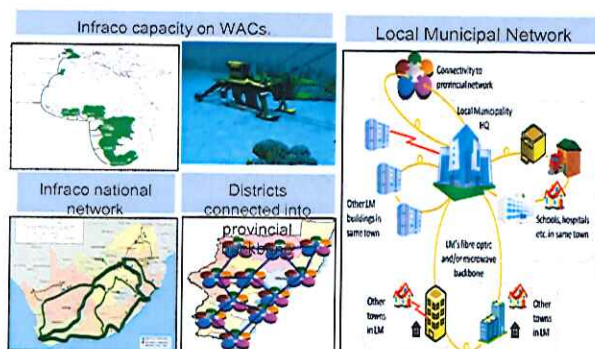 Infraco capacity on WACs.
Infraco national
network
Districts
connected into
provincial
backbone
Local Municipal Network
Connectivity to
provincial network
Local Municipality
HQ
Other LM
buildings in
same town
Schools, hospitals
etc. in same town
LM's fibre optic
and/or microwave
backbone
Other
towns
in LM
Other
towns
in LM